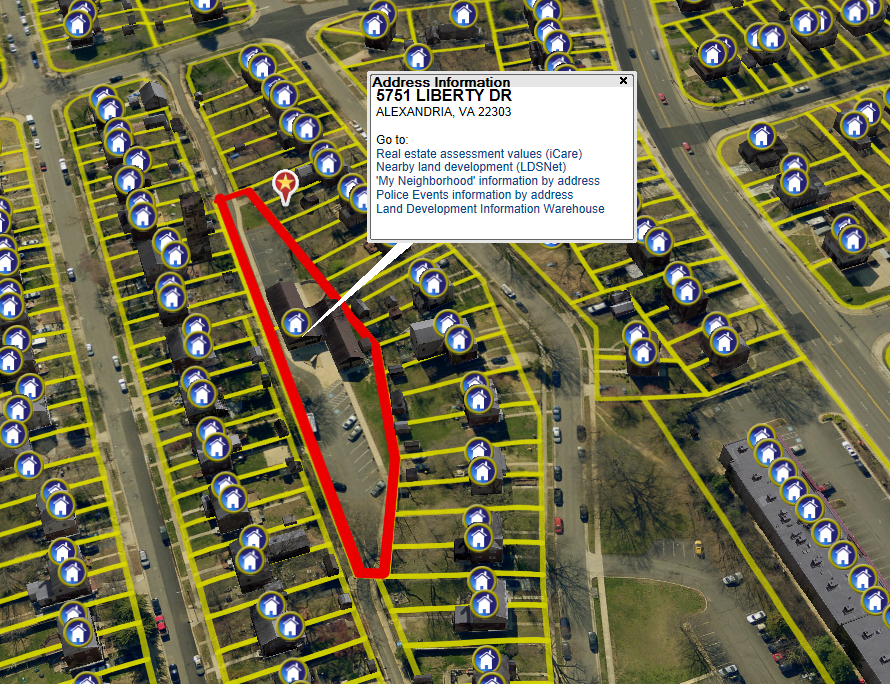 Address Information
5751 LIBERTY DR
ALEXANDRIA, VA 22303
Go to:
Real estate assessment values (iCare)
Nearby land development (LDSNet)
'My Neighborhood' information by address
Police Events information by address
Land Development Information Warehouse